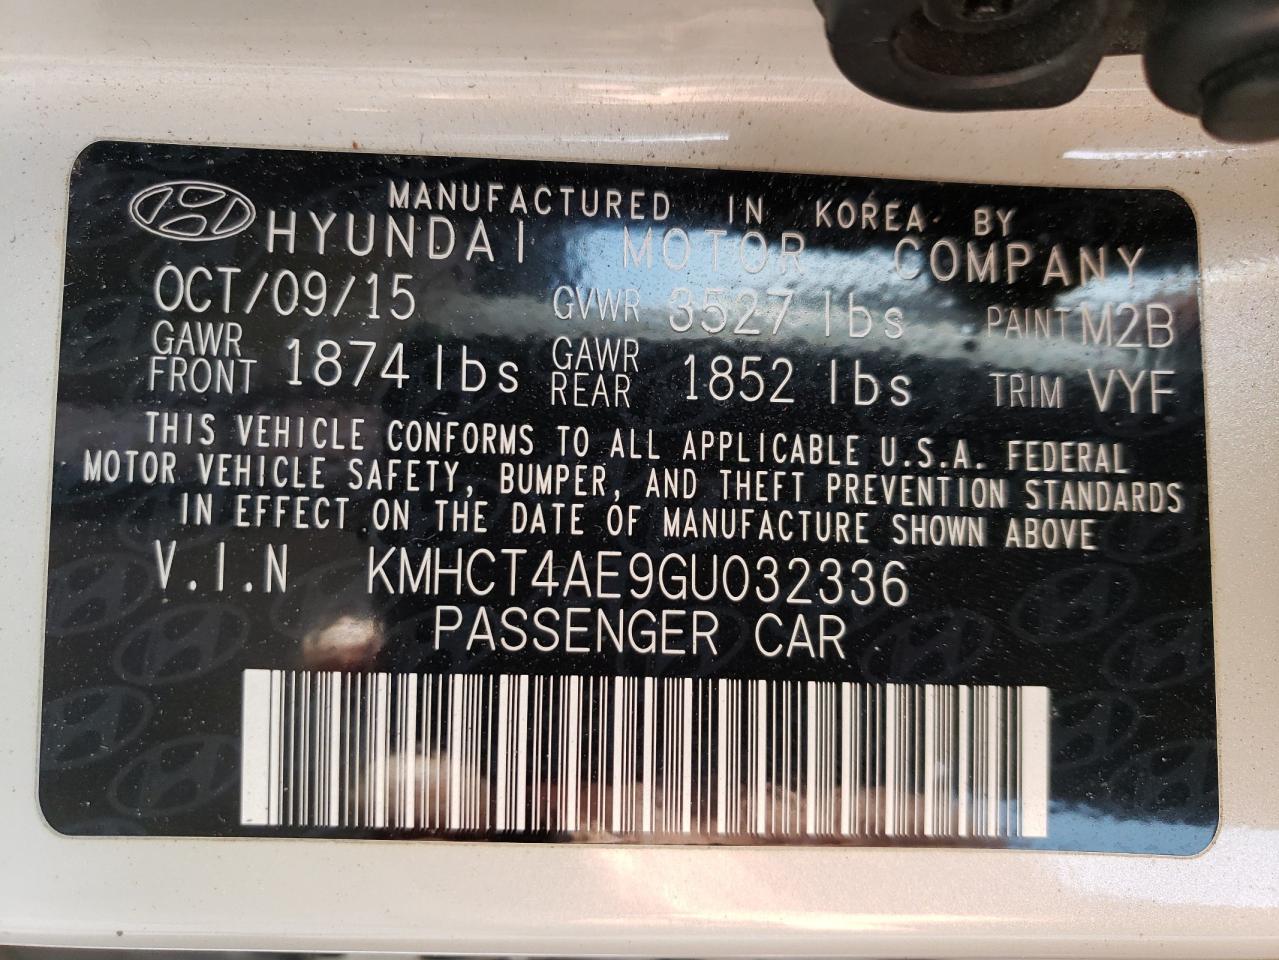 MANUFACTURED IN KOREA BY
HYUNDAI MOTOR COMPANY
OCT/09/15 GVWR 3527 lbs PAINT M2B
GAWR FRONT 1874 lbs GAWR REAR 1852 lbs TRIM VYF
THIS VEHICLE CONFORMS TO ALL APPLICABLE U.S.A. FEDERAL
MOTOR VEHICLE SAFETY, BUMPER, AND THEFT PREVENTION STANDARDS
IN EFFECT ON THE DATE OF MANUFACTURE SHOWN ABOVE
V.I.N KMHCT4AE9GU032336
PASSENGER CAR